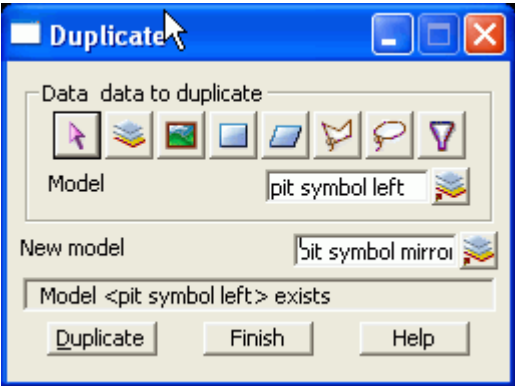 Duplicate
Data data to duplicate
Model pit symbol left
New model pit symbol mirror
Model <pit symbol left> exists
Duplicate Finish Help